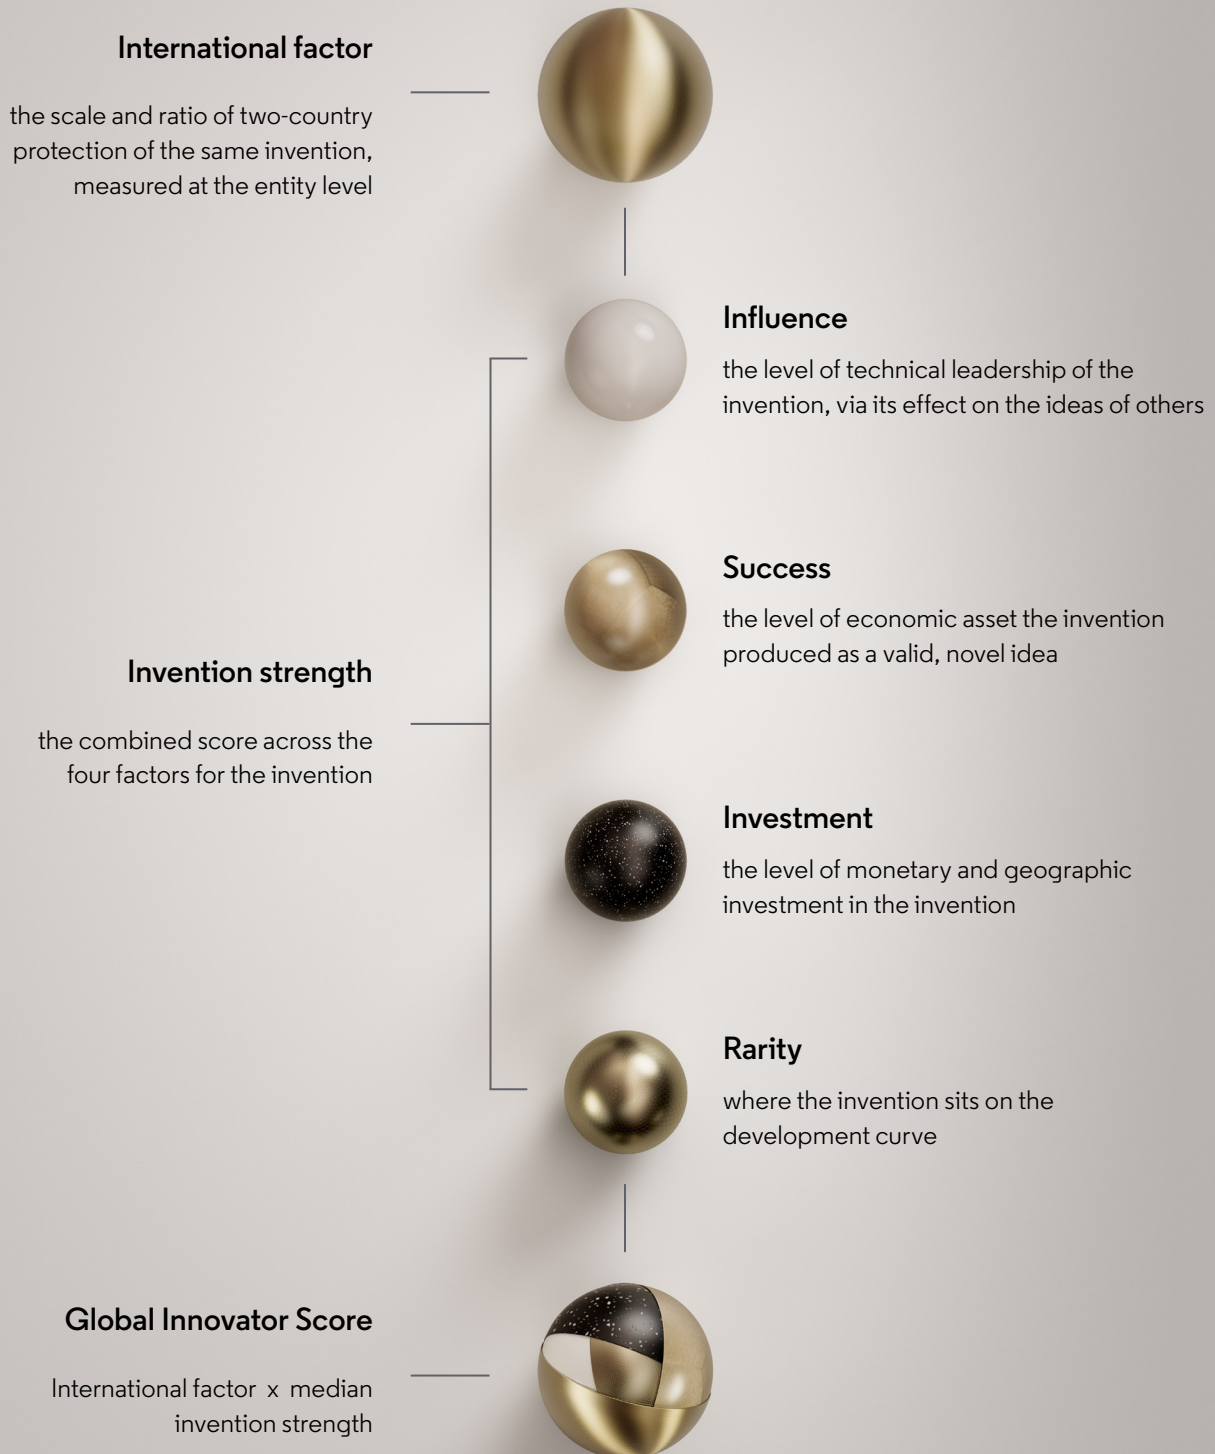 International factor
the scale and ratio of two-country
protection of the same invention,
measured at the entity level
Influence
the level of technical leadership of the
invention, via its effect on the ideas of others
Success
the level of economic asset the invention
produced as a valid, novel idea
Invention strength
the combined score across the
four factors for the invention
Investment
the level of monetary and geographic
investment in the invention
Rarity
where the invention sits on the
development curve
Global Innovator Score
International factor x median
invention strength